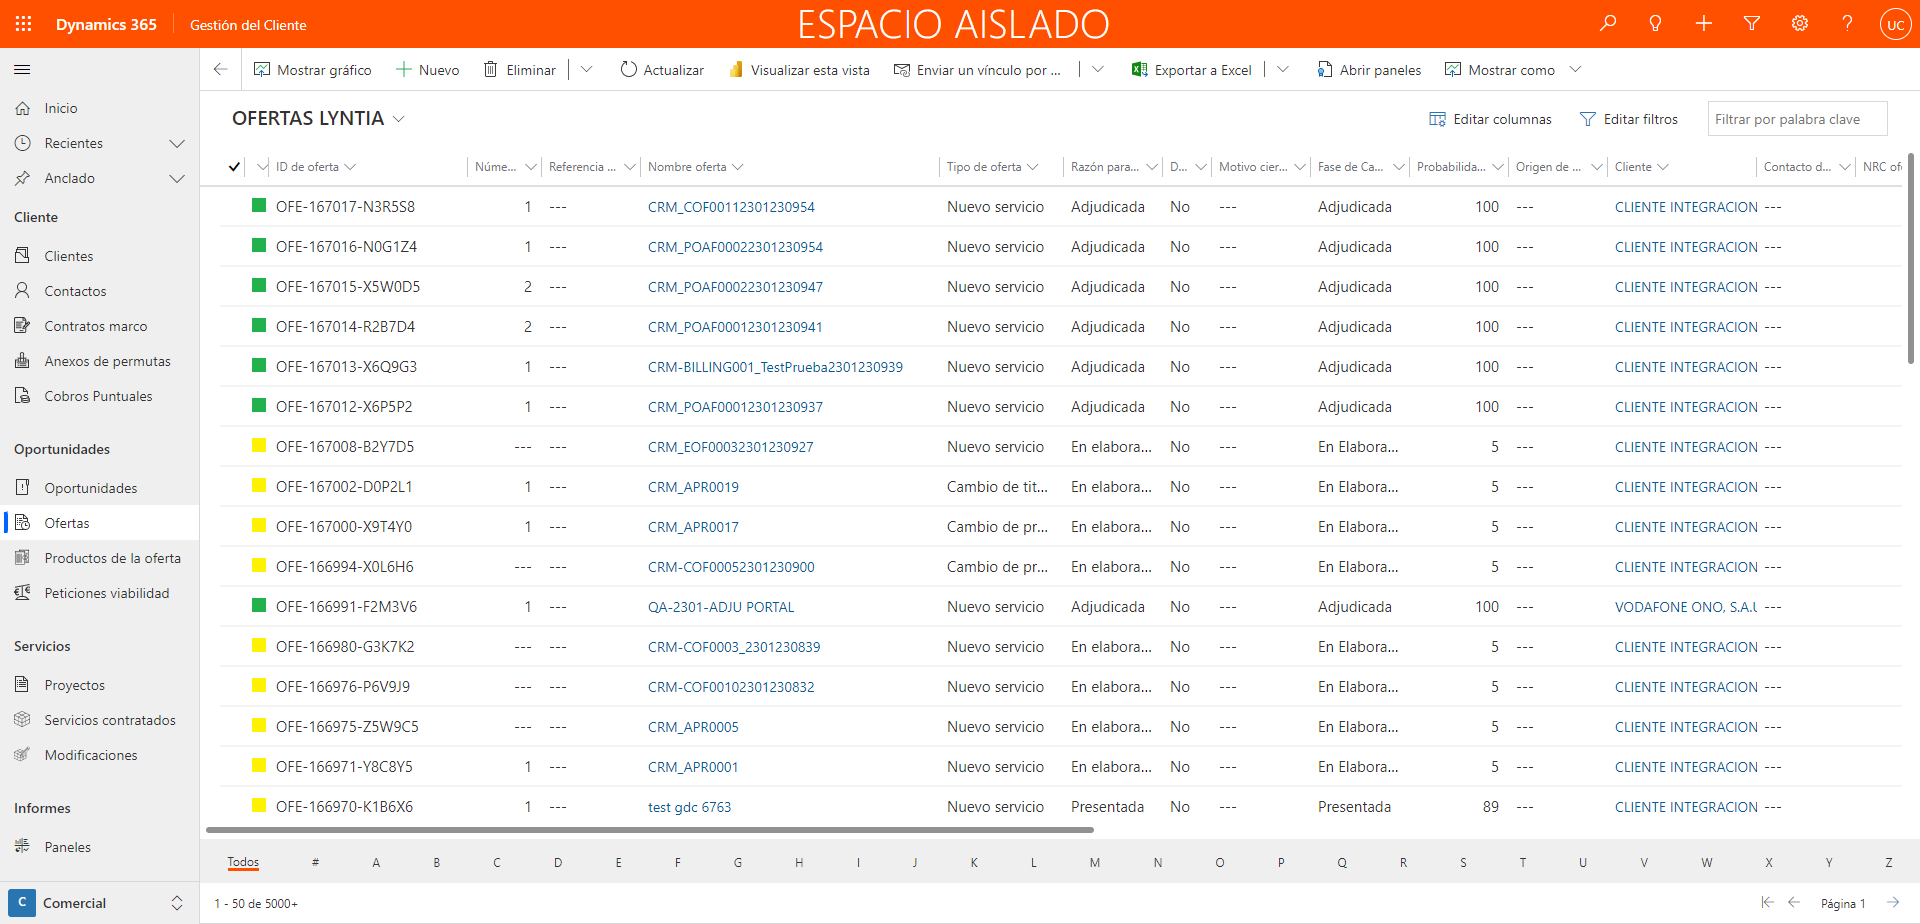 Dynamics 365
Gestión del Cliente
ESPACIO AISLADO
UC
Mostrar gráfico
Nuevo
Eliminar
Actualizar
Visualizar esta vista
Enviar un vínculo por ...
Exportar a Excel
Abrir paneles
Mostrar como
Inicio
Recientes
Anclado
Cliente
Clientes
Contactos
Contratos marco
Anexos de permutas
Cobros Puntuales
Oportunidades
Oportunidades
Ofertas
Productos de la oferta
Peticiones viabilidad
Servicios
Proyectos
Servicios contratados
Modificaciones
Informes
Paneles
C Comercial
OFERTAS LYNTIA
Editar columnas
Editar filtros
Filtrar por palabra clave
ID de oferta Núme... Referencia ... Nombre oferta Tipo de oferta Razón para... D... Motivo cier... Fase de Ca... Probabilida... Origen de ... Cliente Contacto d... NRC of
OFE-167017-N3R5S8 1 --- CRM_COF00112301230954 Nuevo servicio Adjudicada No --- Adjudicada 100 --- CLIENTE INTEGRACION ---
OFE-167016-N0G1Z4 1 --- CRM_POAF00022301230954 Nuevo servicio Adjudicada No --- Adjudicada 100 --- CLIENTE INTEGRACION ---
OFE-167015-X5W0D5 2 --- CRM_POAF00022301230947 Nuevo servicio Adjudicada No --- Adjudicada 100 --- CLIENTE INTEGRACION ---
OFE-167014-R2B7D4 2 --- CRM_POAF00012301230941 Nuevo servicio Adjudicada No --- Adjudicada 100 --- CLIENTE INTEGRACION ---
OFE-167013-X6Q9G3 1 --- CRM-BILLING001_TestPrueba2301230939 Nuevo servicio Adjudicada No --- Adjudicada 100 --- CLIENTE INTEGRACION ---
OFE-167012-X6P5P2 1 --- CRM_POAF00012301230937 Nuevo servicio Adjudicada No --- Adjudicada 100 --- CLIENTE INTEGRACION ---
OFE-167008-B2Y7D5 --- --- CRM_EOF00032301230927 Nuevo servicio En elabora... No --- En Elabora... 5 --- CLIENTE INTEGRACION ---
OFE-167002-D0P2L1 1 --- CRM_APR0019 Cambio de tit... En elabora... No --- En Elabora... 5 --- CLIENTE INTEGRACION ---
OFE-167000-X9T4Y0 1 --- CRM_APR0017 Cambio de pr... En elabora... No --- En Elabora... 5 --- CLIENTE INTEGRACION ---
OFE-166994-X0L6H6 --- --- CRM-COF00052301230900 Cambio de pr... En elabora... No --- En Elabora... 5 --- CLIENTE INTEGRACION ---
OFE-166991-F2M3V6 1 --- QA-2301-ADJU PORTAL Nuevo servicio Adjudicada No --- Adjudicada 100 --- VODAFONE ONO, S.A.U ---
OFE-166980-G3K7K2 --- --- CRM-COF0003_2301230839 Nuevo servicio En elabora... No --- En Elabora... 5 --- CLIENTE INTEGRACION ---
OFE-166976-P6V9J9 --- --- CRM-COF00102301230832 Nuevo servicio En elabora... No --- En Elabora... 5 --- CLIENTE INTEGRACION ---
OFE-166975-Z5W9C5 --- --- CRM_APR0005 Nuevo servicio En elabora... No --- En Elabora... 5 --- CLIENTE INTEGRACION ---
OFE-166971-Y8C8Y5 1 --- CRM_APR0001 Nuevo servicio En elabora... No --- En Elabora... 5 --- CLIENTE INTEGRACION ---
OFE-166970-K1B6X6 1 --- test gdc 6763 Nuevo servicio Presentada No --- Presentada 89 --- CLIENTE INTEGRACION ---
Todos # A B C D E F G H I J K L M N O P Q R S T U V W X Y Z
1 - 50 de 5000+
Página 1